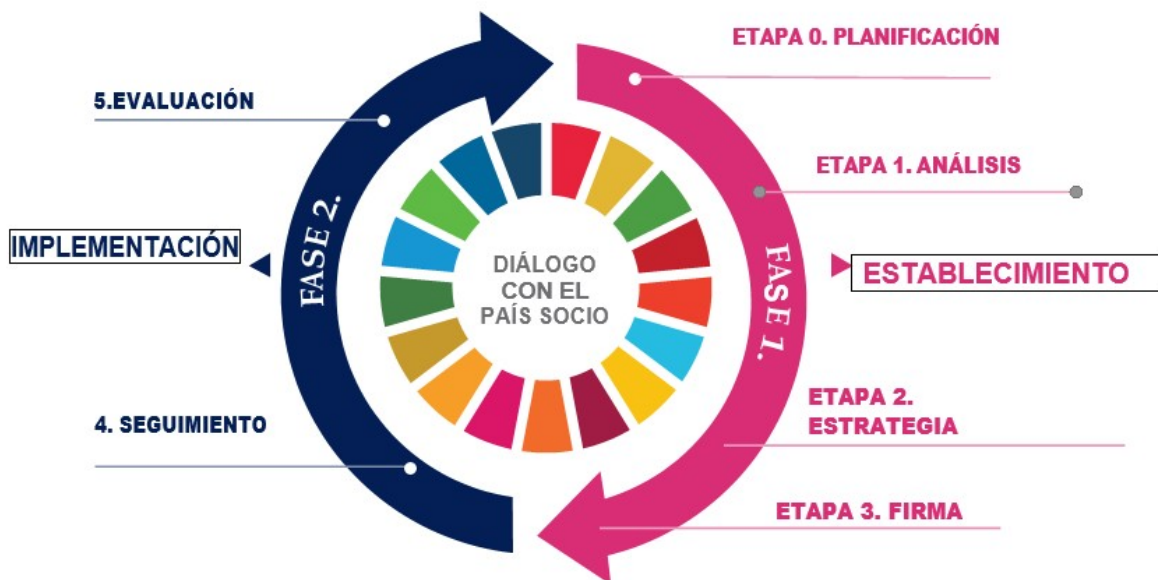 ETAPA 0. PLANIFICACIÓN
5.EVALUACIÓN
ETAPA 1. ANÁLISIS
FASE 2.
IMPLEMENTACIÓN
DIÁLOGO
CON EL
PAÍS SOCIO
FASE 1.
ESTABLECIMIENTO
ETAPA 2.
ESTRATEGIA
4. SEGUIMIENTO
ETAPA 3. FIRMA